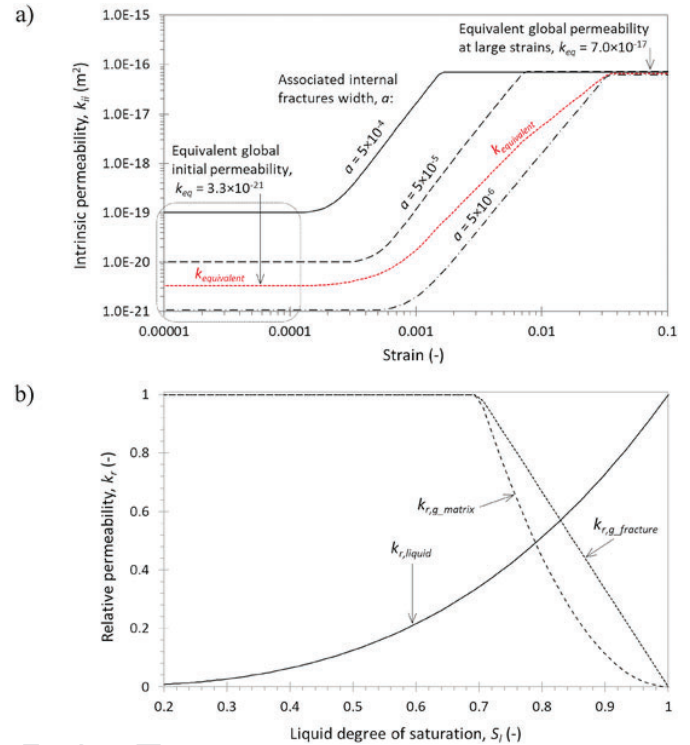 a)
1.0E-15
1.0E-16
1.0E-17
1.0E-18
1.0E-19
1.0E-20
1.0E-21
Intrinsic permeability, kii (m²)
Equivalent global permeability
at large strains, keq = 7.0×10-17
Associated internal
fractures width, a:
Equivalent global
initial permeability,
keq = 3.3×10-21
a = 5×10-4
a = 5×10-5
kequivalent
a = 5×10-6
kequivalent
0.00001
0.0001
0.001
0.01
0.1
Strain (-)
b)
1
0.8
0.6
0.4
0.2
0
Relative permeability, kr (-)
kr,g_matrix
kr,g_fracture
kr,liquid
0.2
0.3
0.4
0.5
0.6
0.7
0.8
0.9
1
Liquid degree of saturation, Sl (-)